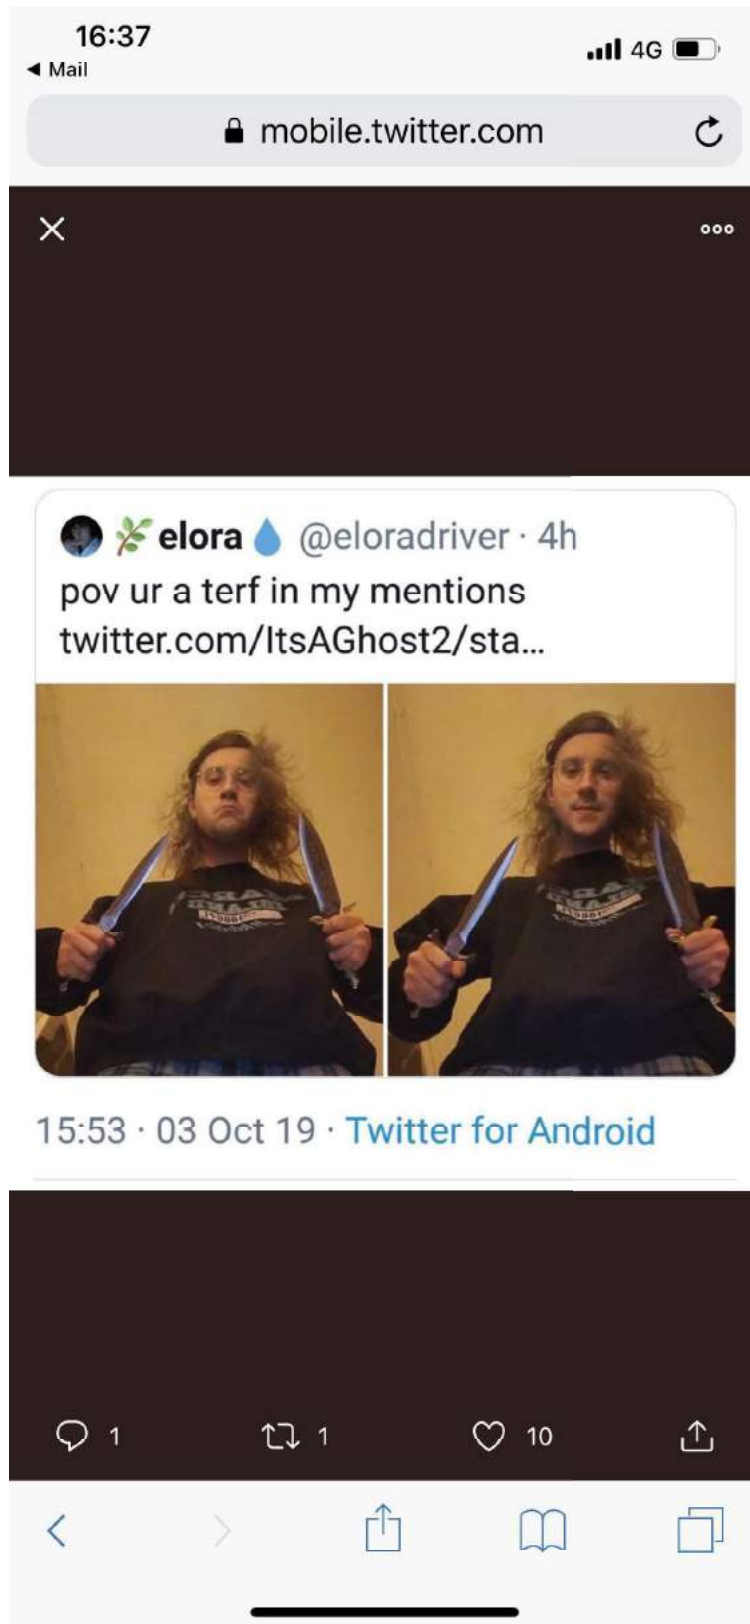 16:37
4G
Mail
mobile.twitter.com
elora @eloradriver · 4h
pov ur a terf in my mentions
twitter.com/ItsAGhost2/sta...
15:53 · 03 Oct 19 · Twitter for Android
1 1 10